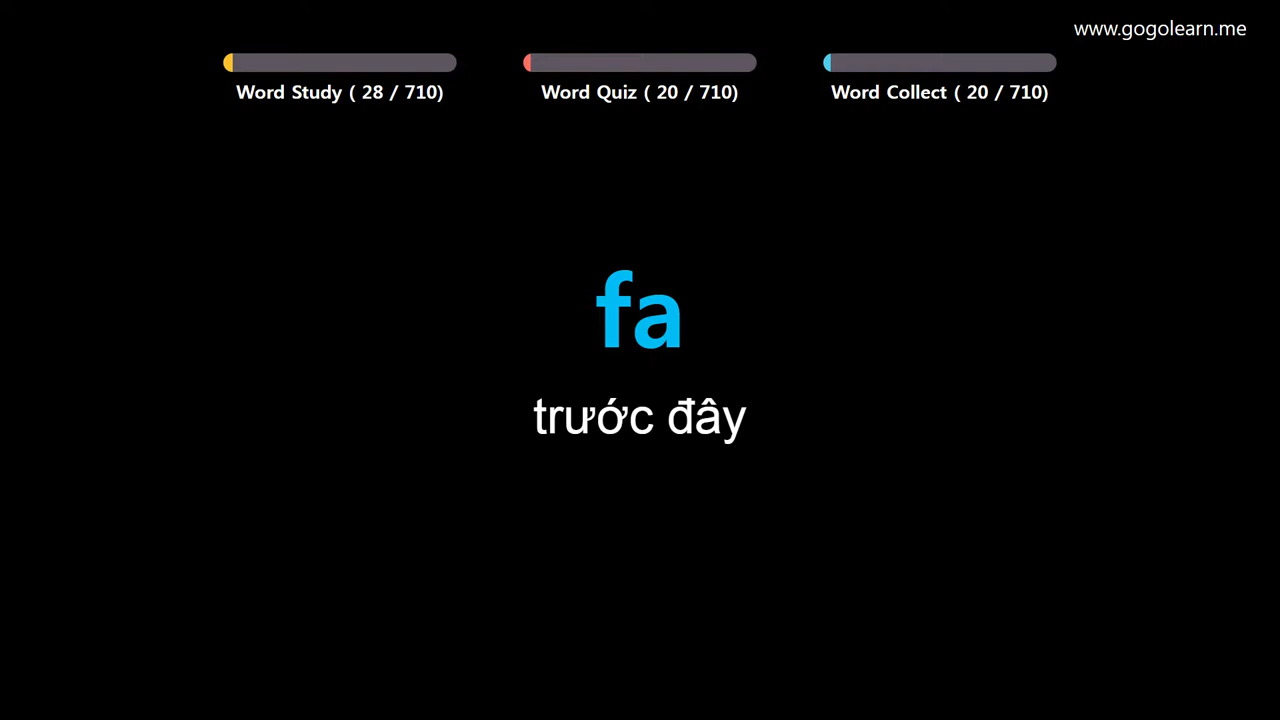 www.gogolearn.me
Word Study ( 28 / 710)
Word Quiz ( 20 / 710)
Word Collect ( 20 / 710)
fa
trước đây